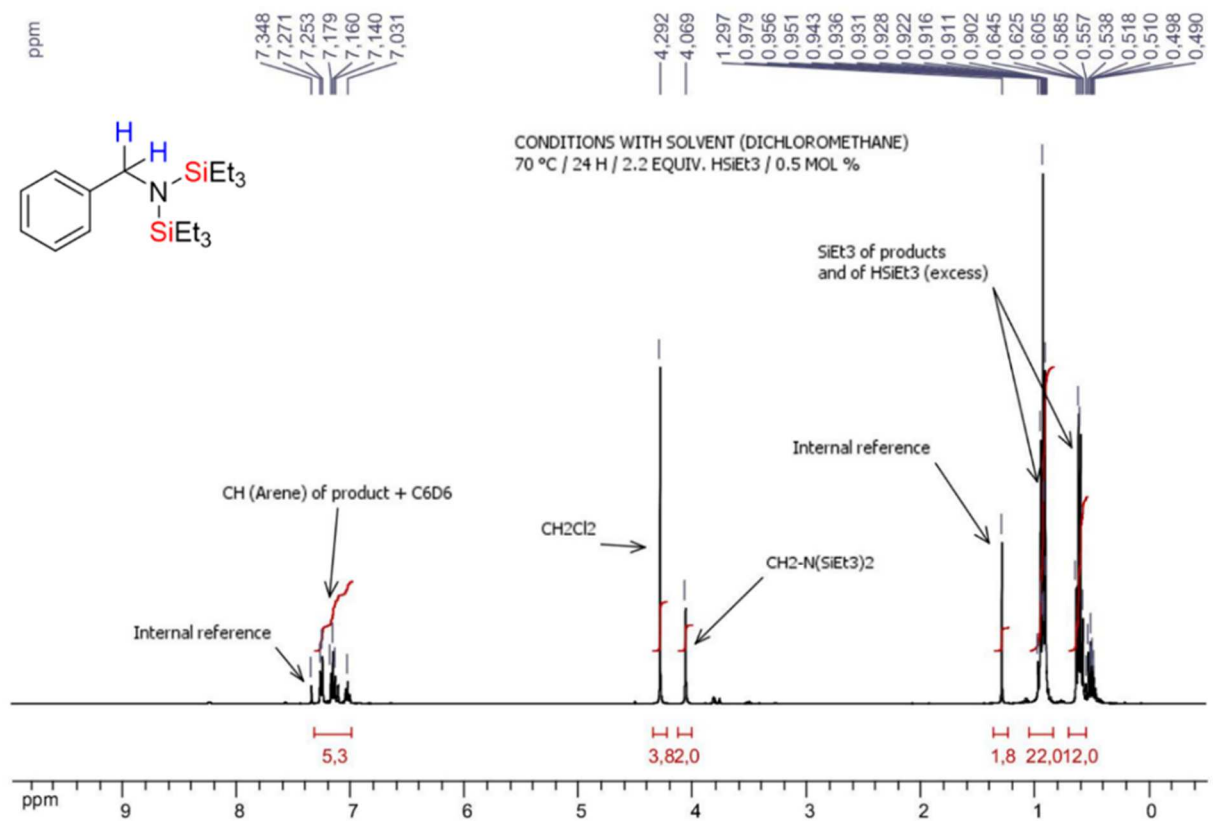 ppm
7,348
7,271
7,253
7,179
7,160
7,140
7,031
4,292
4,069
1,297
0,979
0,956
0,951
0,943
0,936
0,931
0,928
0,922
0,916
0,911
0,902
0,645
0,625
0,605
0,585
0,557
0,538
0,518
0,510
0,498
0,490
H
H
SiEt3
N
SiEt3
CONDITIONS WITH SOLVENT (DICHLOROMETHANE)
70 °C / 24 H / 2.2 EQUIV. HSiEt3 / 0.5 MOL %
SiEt3 of products
and of HSiEt3 (excess)
Internal reference
CH (Arene) of product + C6D6
CH2Cl2
CH2-N(SiEt3)2
Internal reference
5,3
3,8
2,0
1,8
22,0
12,0
ppm
9
8
7
6
5
4
3
2
1
0